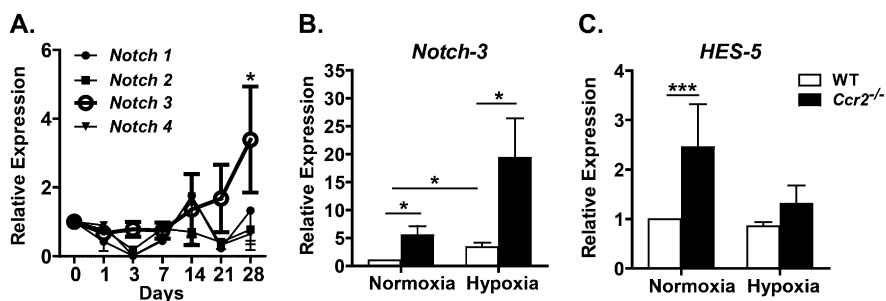 A.
Relative Expression
6
4
2
0
Notch 1
Notch 2
Notch 3
Notch 4
*
0 1 3 7 14 21 28
Days
B.
Notch-3
Relative Expression
35
30
25
20
15
10
5
0
*
*
*
Normoxia Hypoxia
C.
HES-5
Relative Expression
4
3
2
1
0
***
Normoxia Hypoxia
WT
Ccr2-/-